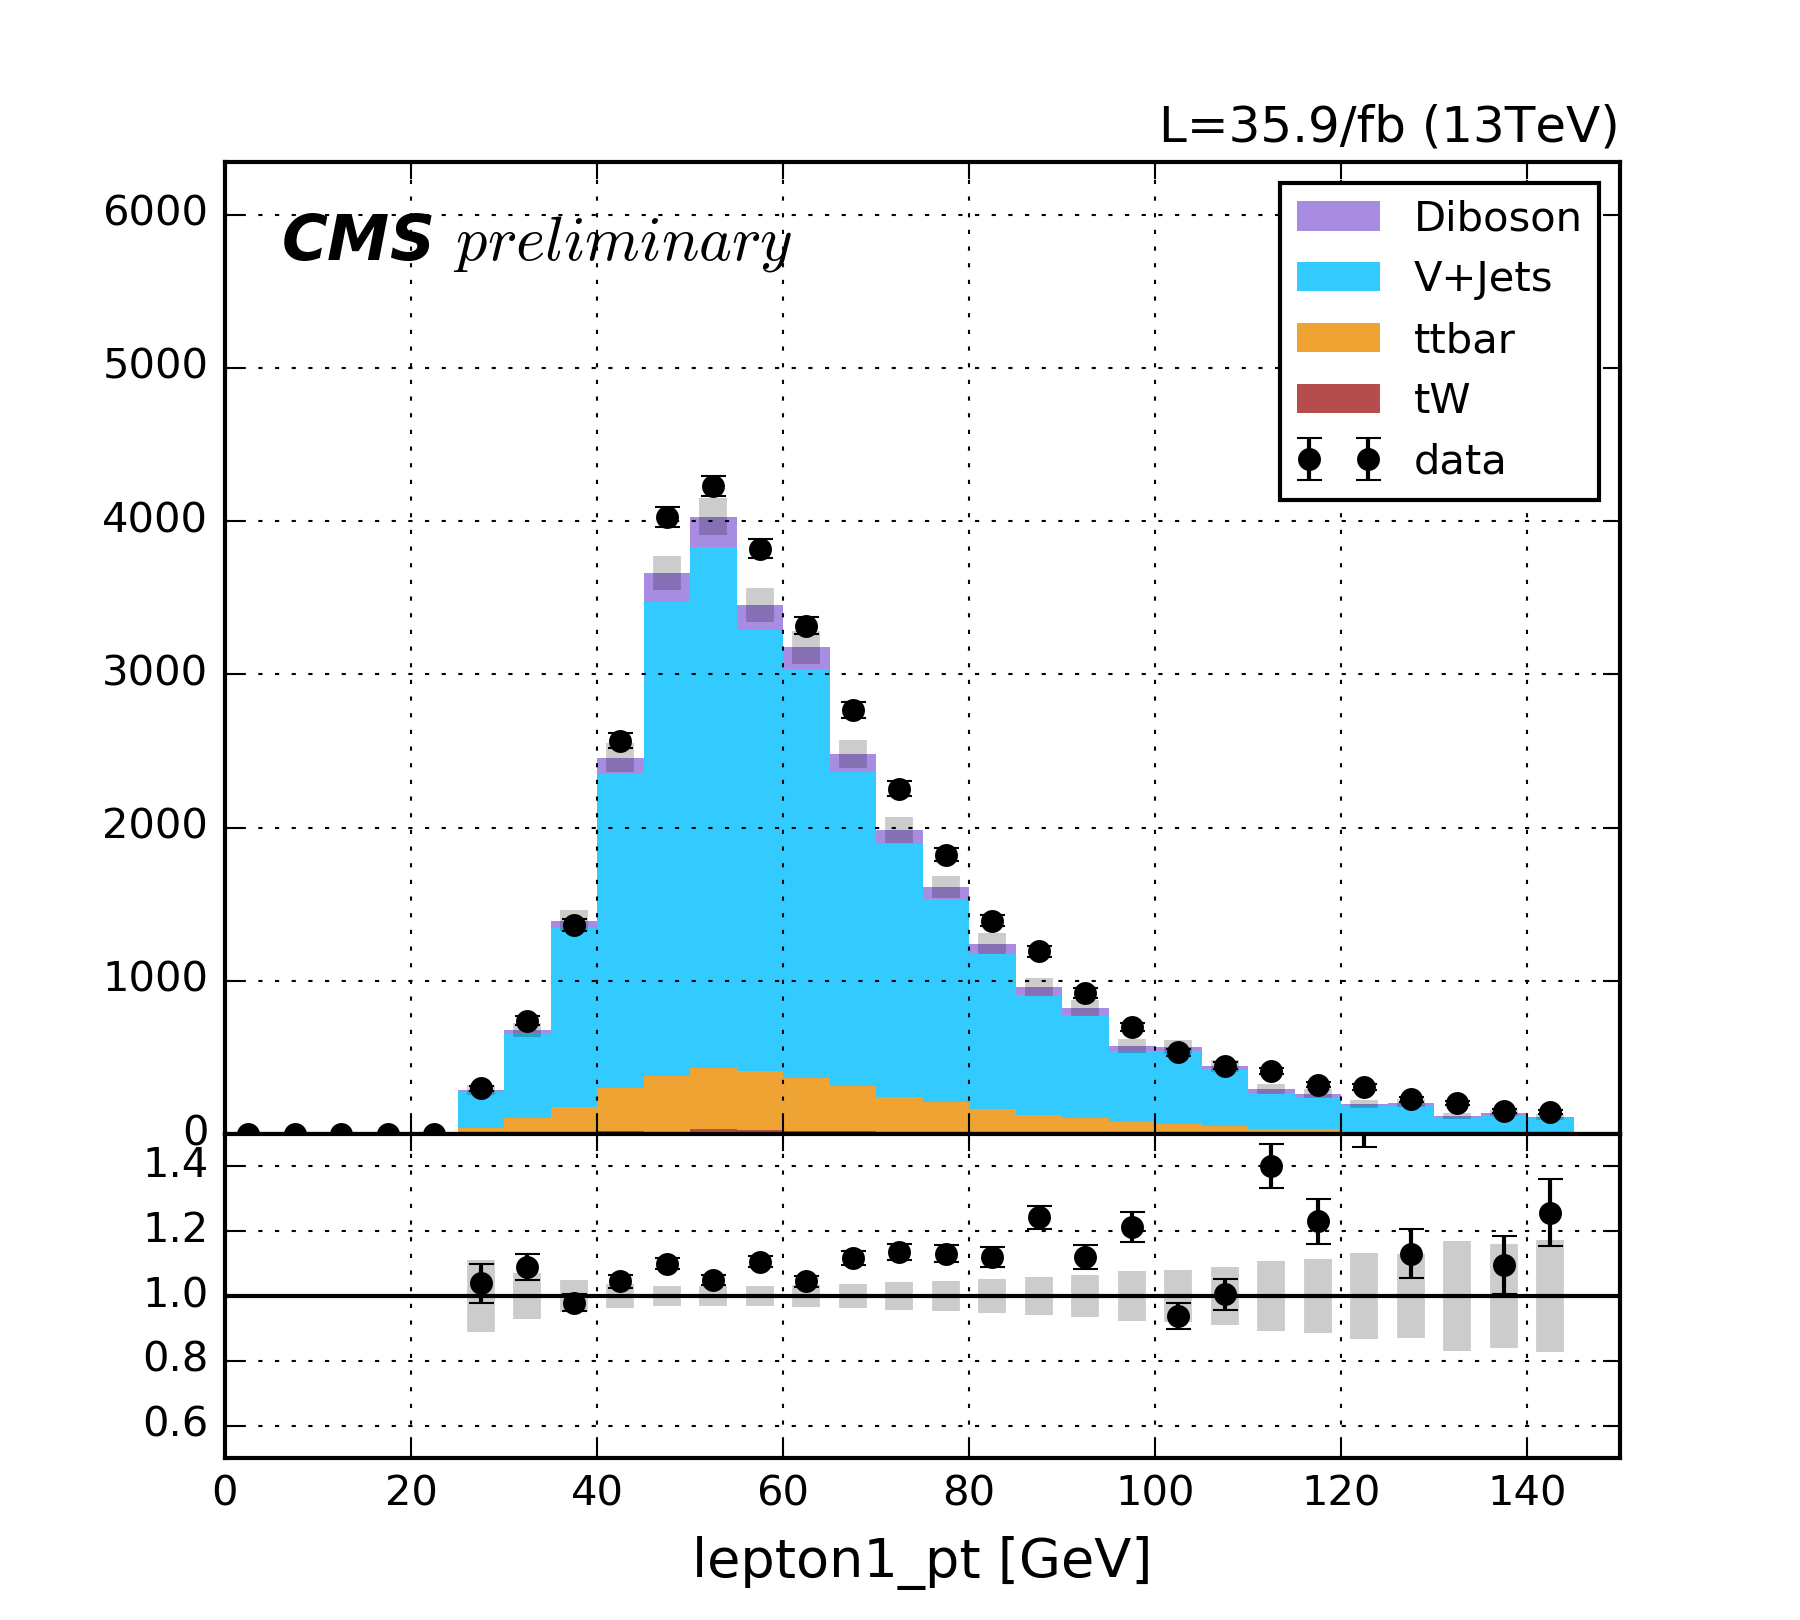 L=35.9/fb (13TeV)
CMS preliminary
6000
5000
4000
3000
2000
1000
0
Diboson
V+Jets
ttbar
tW
data
1.4
1.2
1.0
0.8
0.6
0 20 40 60 80 100 120 140
lepton1_pt [GeV]